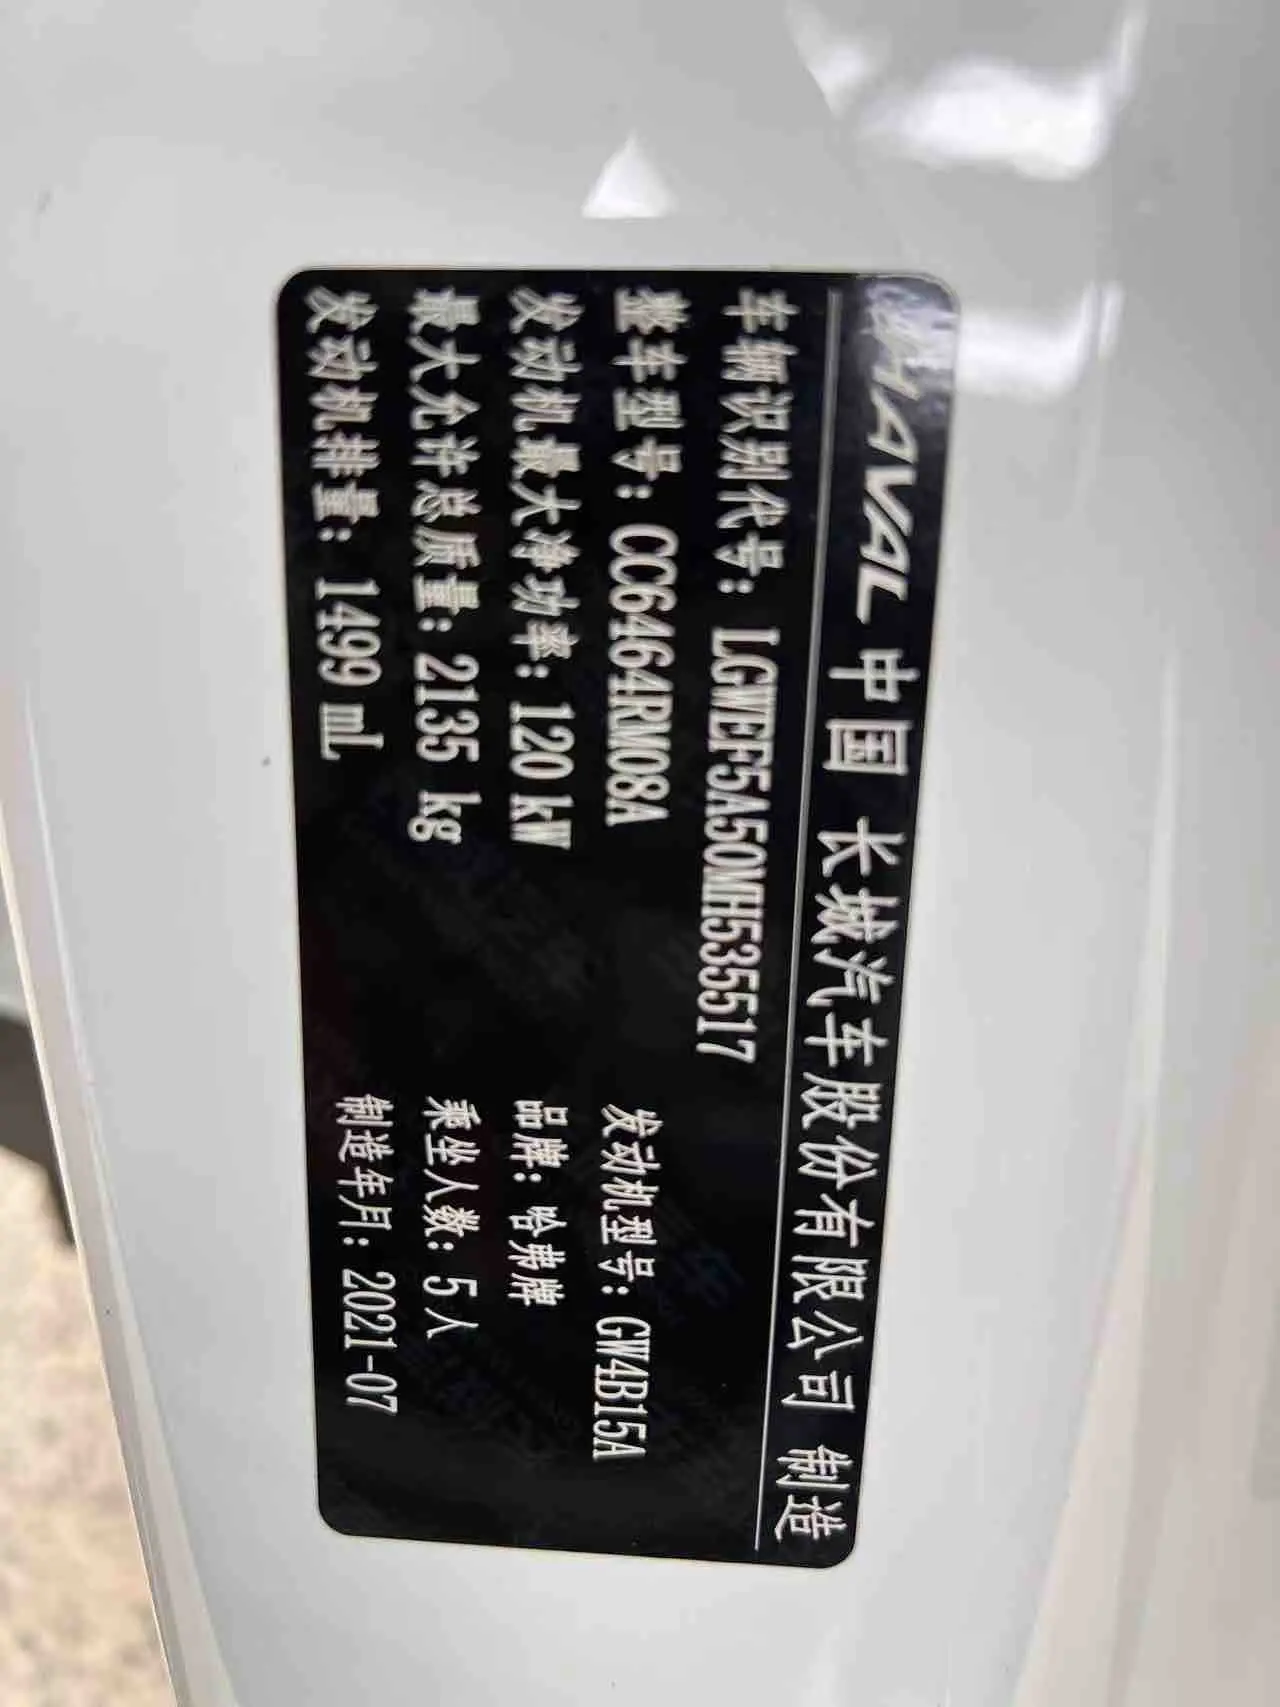 HAVAL 中国 长城汽车股份有限公司 制造
车辆识别代号：LGWEF5A50MH535517
整车型号：CC6464RM08A 发动机型号：GW4B15A
发动机最大净功率：120 kW 品牌：哈弗牌
最大允许总质量：2135 kg 乘坐人数：5人
发动机排量：1499 mL 制造年月：2021-07